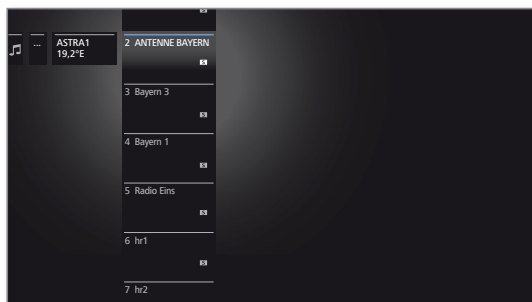 S
... ASTRA1
19,2°E
2 ANTENNE BAYERN
S
3 Bayern 3
S
4 Bayern 1
S
5 Radio Eins
S
6 hr1
S
7 hr2